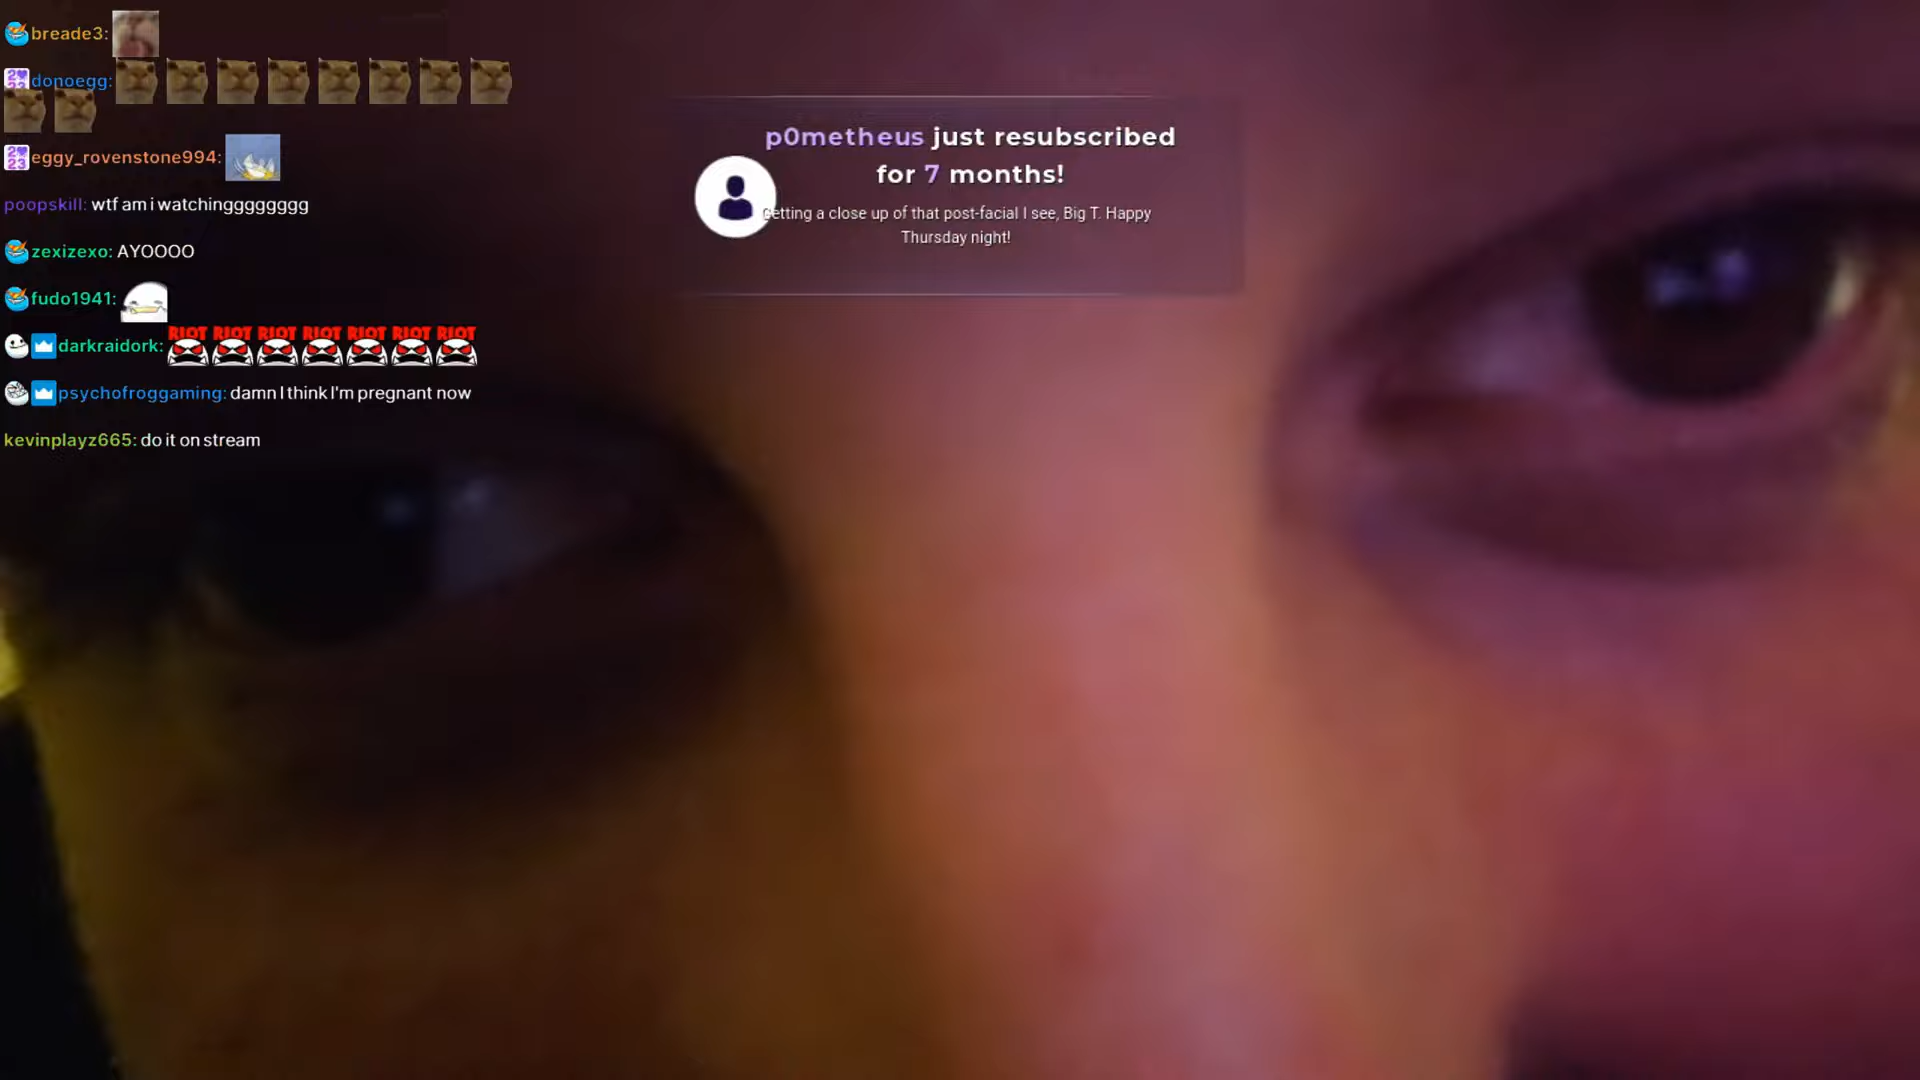 breade3:
donoegg:
eggy_rovenstone994:
poopskill: wtf am i watchinggggggg
zexizexo: AYOOOO
fudo1941:
darkraidork: RIOT RIOT RIOT RIOT RIOT RIOT RIOT
psychofroggaming: damn I think I'm pregnant now
kevinplayz665: do it on stream
p0metheus just resubscribed
for 7 months!
Getting a close up of that post-facial I see, Big T. Happy
Thursday night!